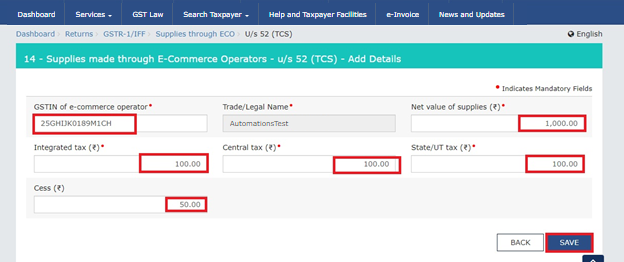 Dashboard Services GST Law Search Taxpayer Help and Taxpayer Facilities e-Invoice News and Updates
Dashboard › Returns › GSTR-1/IFF › Supplies through ECO › U/s 52 (TCS) English
14 - Supplies made through E-Commerce Operators - u/s 52 (TCS) - Add Details
• Indicates Mandatory Fields
GSTIN of e-commerce operator• Trade/Legal Name• Net value of supplies (₹)•
25GHIJK0189M1CH AutomationsTest 1,000.00
Integrated tax (₹)• Central tax (₹)• State/UT tax (₹)•
100.00 100.00 100.00
Cess (₹)
50.00
BACK SAVE